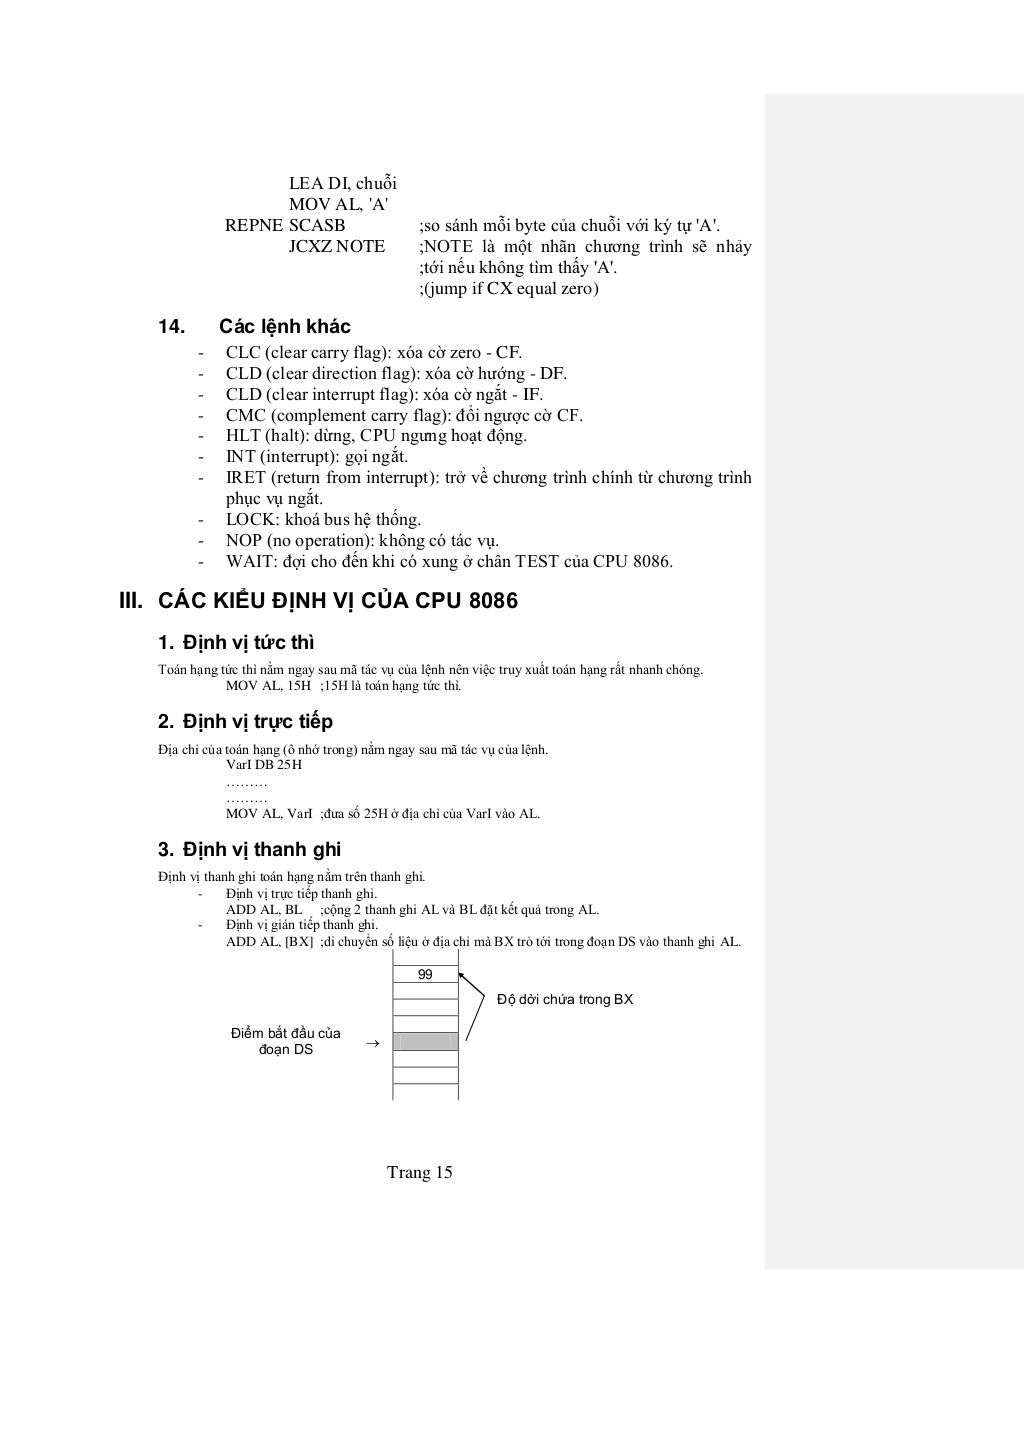 LEA DI, chuỗi
MOV AL, 'A'
REPNE SCASB ;so sánh mỗi byte của chuỗi với ký tự 'A'.
JCXZ NOTE ;NOTE là một nhãn chương trình sẽ nhảy
;tới nếu không tìm thấy 'A'.
;(jump if CX equal zero)
14. Các lệnh khác
- CLC (clear carry flag): xóa cờ zero - CF.
- CLD (clear direction flag): xóa cờ hướng - DF.
- CLD (clear interrupt flag): xóa cờ ngắt - IF.
- CMC (complement carry flag): đổi ngược cờ CF.
- HLT (halt): dừng, CPU ngưng hoạt động.
- INT (interrupt): gọi ngắt.
- IRET (return from interrupt): trở về chương trình chính từ chương trình
phục vụ ngắt.
- LOCK: khoá bus hệ thống.
- NOP (no operation): không có tác vụ.
- WAIT: đợi cho đến khi có xung ở chân TEST của CPU 8086.
III. CÁC KIỂU ĐỊNH VỊ CỦA CPU 8086
1. Định vị tức thì
Toán hạng tức thì nằm ngay sau mã tác vụ của lệnh nên việc truy xuất toán hạng rất nhanh chóng.
MOV AL, 15H ;15H là toán hạng tức thì.
2. Định vị trực tiếp
Địa chỉ của toán hạng (ô nhớ trong) nằm ngay sau mã tác vụ của lệnh.
VarI DB 25H
………
………
MOV AL, VarI ;đưa số 25H ở địa chỉ của VarI vào AL.
3. Định vị thanh ghi
Định vị thanh ghi toán hạng nằm trên thanh ghi.
- Định vị trực tiếp thanh ghi.
ADD AL, BL ;cộng 2 thanh ghi AL và BL đặt kết quả trong AL.
- Định vị gián tiếp thanh ghi.
ADD AL, [BX] ;di chuyển số liệu ở địa chỉ mà BX trỏ tới trong đoạn DS vào thanh ghi AL.
99
Độ dời chứa trong BX
Điểm bắt đầu của
đoạn DS →
Trang 15